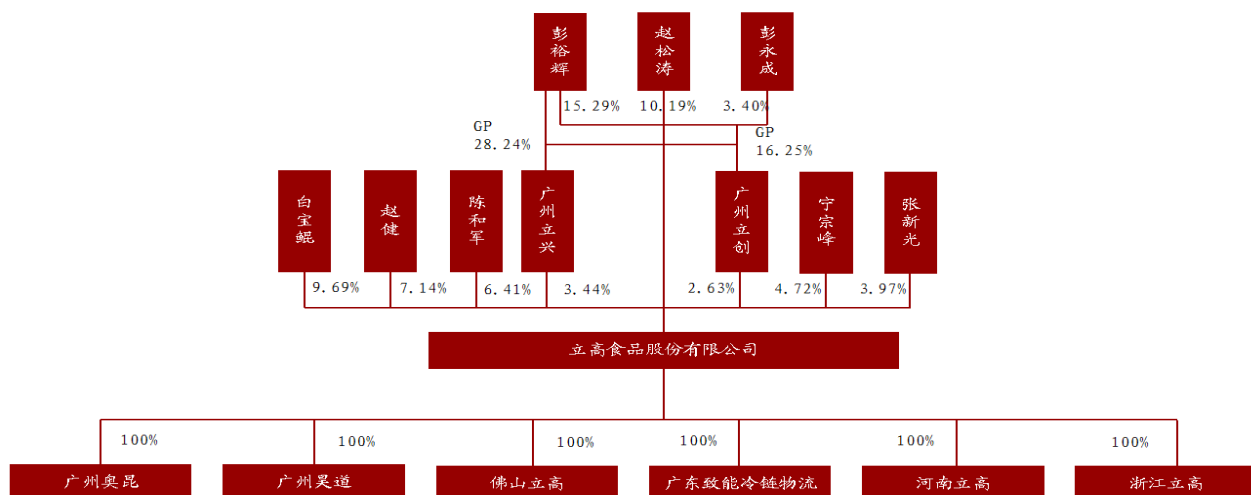 彭裕辉
赵松涛
彭永成
15.29%
10.19%
3.40%
GP
28.24%
GP
16.25%
白宝鲲
赵健
陈和军
广州立兴
广州立创
宁宗峰
张新光
9.69%
7.14%
6.41%
3.44%
2.63%
4.72%
3.97%
立高食品股份有限公司
100%
100%
100%
100%
100%
100%
广州奥昆
广州昊道
佛山立高
广东致能冷链物流
河南立高
浙江立高